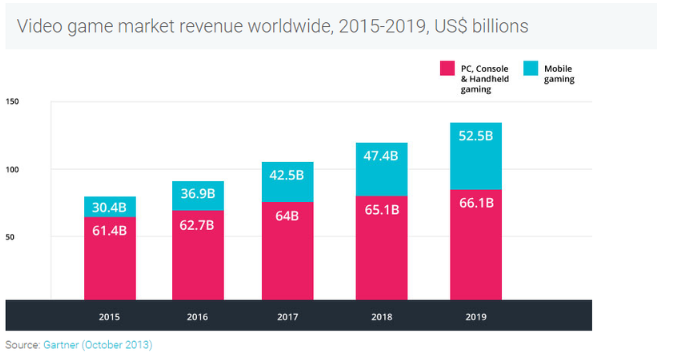 Video game market revenue worldwide, 2015-2019, US$ billions
PC, Console
& Handheld
gaming
Mobile
gaming
150
100
50
30.4B
61.4B
36.9B
62.7B
42.5B
64B
47.4B
65.1B
52.5B
66.1B
2015
2016
2017
2018
2019
Source: Gartner (October 2013)